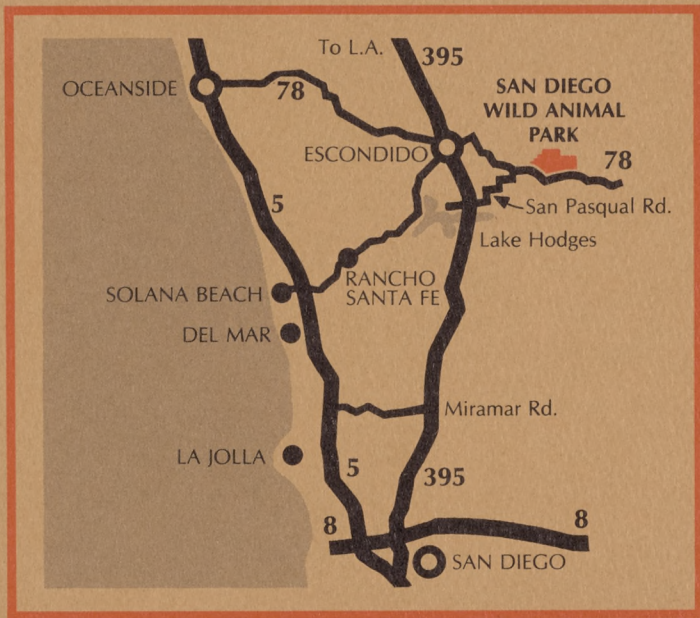 To L.A.
395
OCEANSIDE
78
SAN DIEGO
WILD ANIMAL
PARK
ESCONDIDO
78
5
San Pasqual Rd.
Lake Hodges
RANCHO
SANTA FE
SOLANA BEACH
DEL MAR
Miramar Rd.
LA JOLLA
5
395
8
8
SAN DIEGO